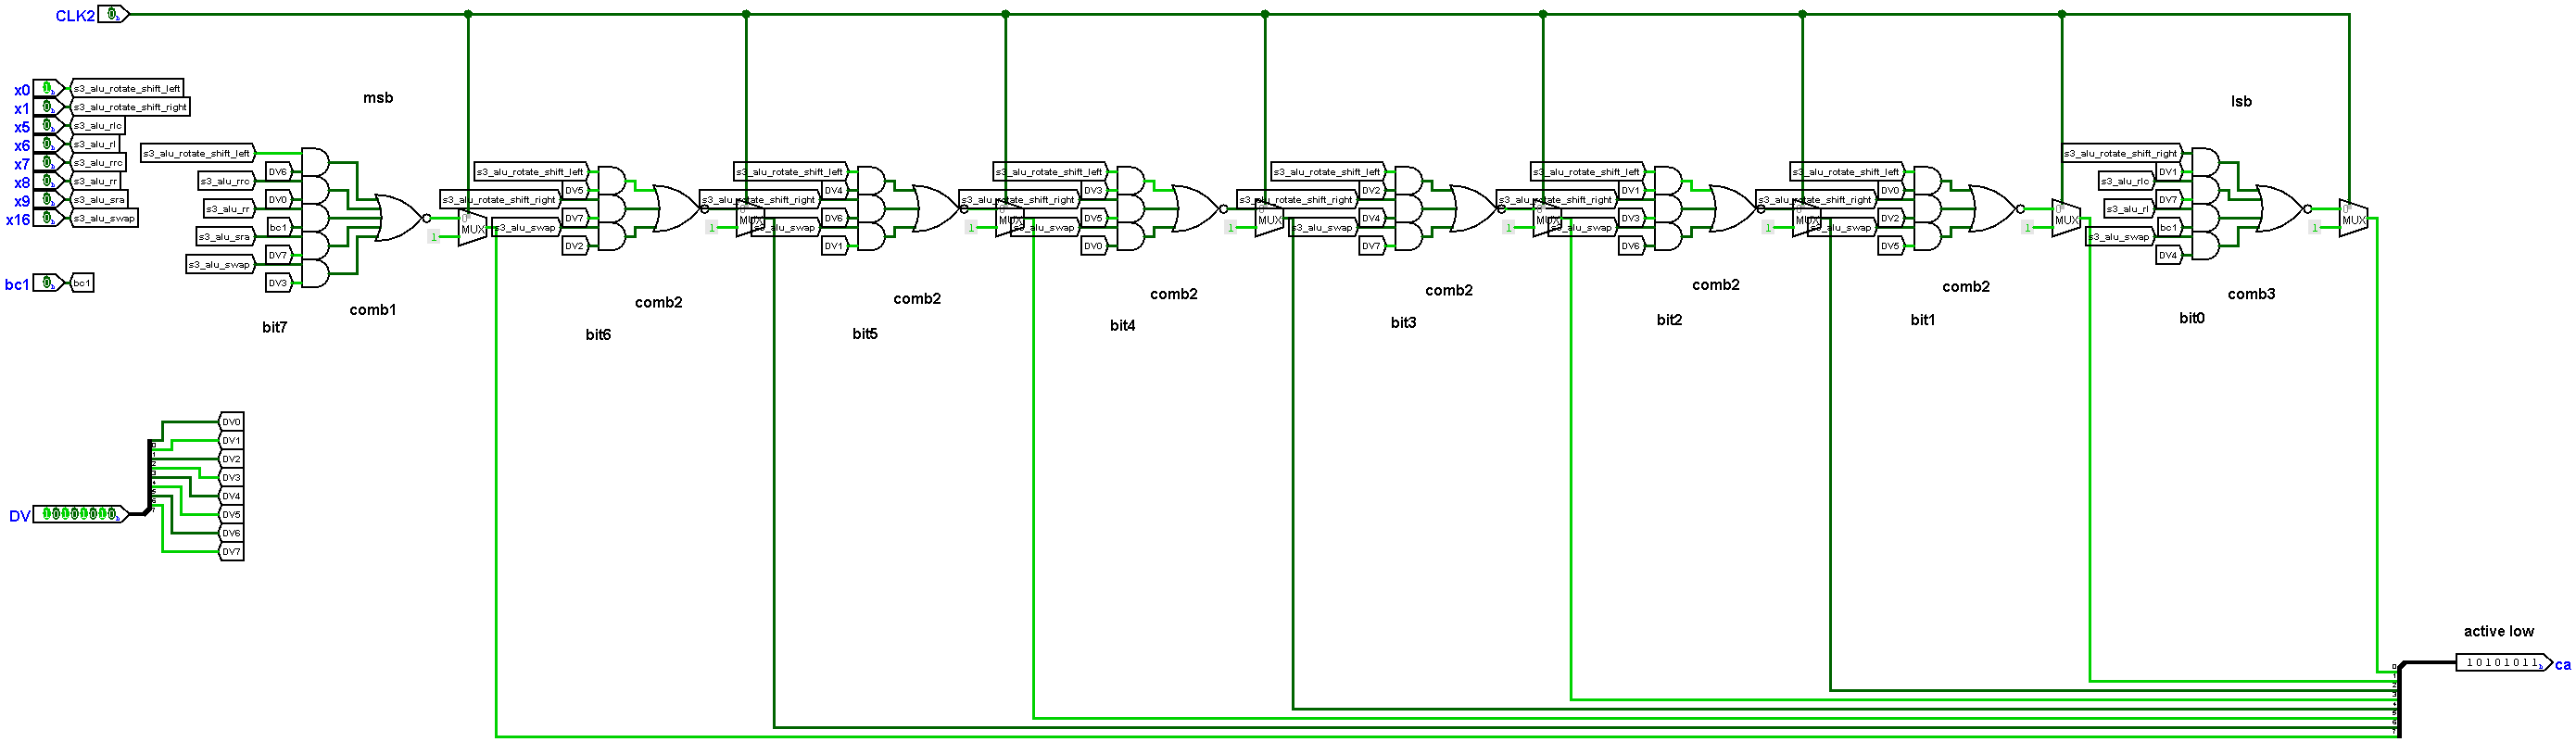 CLK2 0
x0 1 s3_alu_rotate_shift_left
x1 0 s3_alu_rotate_shift_right
x5 0 s3_alu_rlc
x6 0 s3_alu_rl
x7 0 s3_alu_rrc
x8 0 s3_alu_rr
x9 0 s3_alu_sra
x16 0 s3_alu_swap
bc1 0 bc1
msb
s3_alu_rotate_shift_left
DV6
s3_alu_rrc
DV0
s3_alu_rr
bc1
s3_alu_sra
DV7
s3_alu_swap
DV3
0
1
MUX
comb1
bit7
s3_alu_rotate_shift_left
DV5
s3_alu_rotate_shift_right
DV7
s3_alu_swap
DV2
0
1
MUX
comb2
bit6
s3_alu_rotate_shift_left
DV4
s3_alu_rotate_shift_right
DV6
s3_alu_swap
DV1
1
MUX
comb2
bit5
s3_alu_rotate_shift_left
DV3
s3_alu_rotate_shift_right
DV5
s3_alu_swap
DV0
1
MUX
comb2
bit4
s3_alu_rotate_shift_left
DV2
s3_alu_rotate_shift_right
DV4
s3_alu_swap
DV7
1
MUX
comb2
bit3
s3_alu_rotate_shift_left
DV1
s3_alu_rotate_shift_right
DV3
s3_alu_swap
DV6
1
MUX
comb2
bit2
s3_alu_rotate_shift_left
DV0
s3_alu_rotate_shift_right
DV2
s3_alu_swap
DV5
0
1
MUX
comb2
bit1
lsb
s3_alu_rotate_shift_right
DV1
s3_alu_rlc
DV7
s3_alu_rl
bc1
s3_alu_swap
DV4
1
MUX
comb3
bit0
DV 10101010
DV0
DV1
DV2
DV3
DV4
DV5
DV6
DV7
active low
10101011 ca